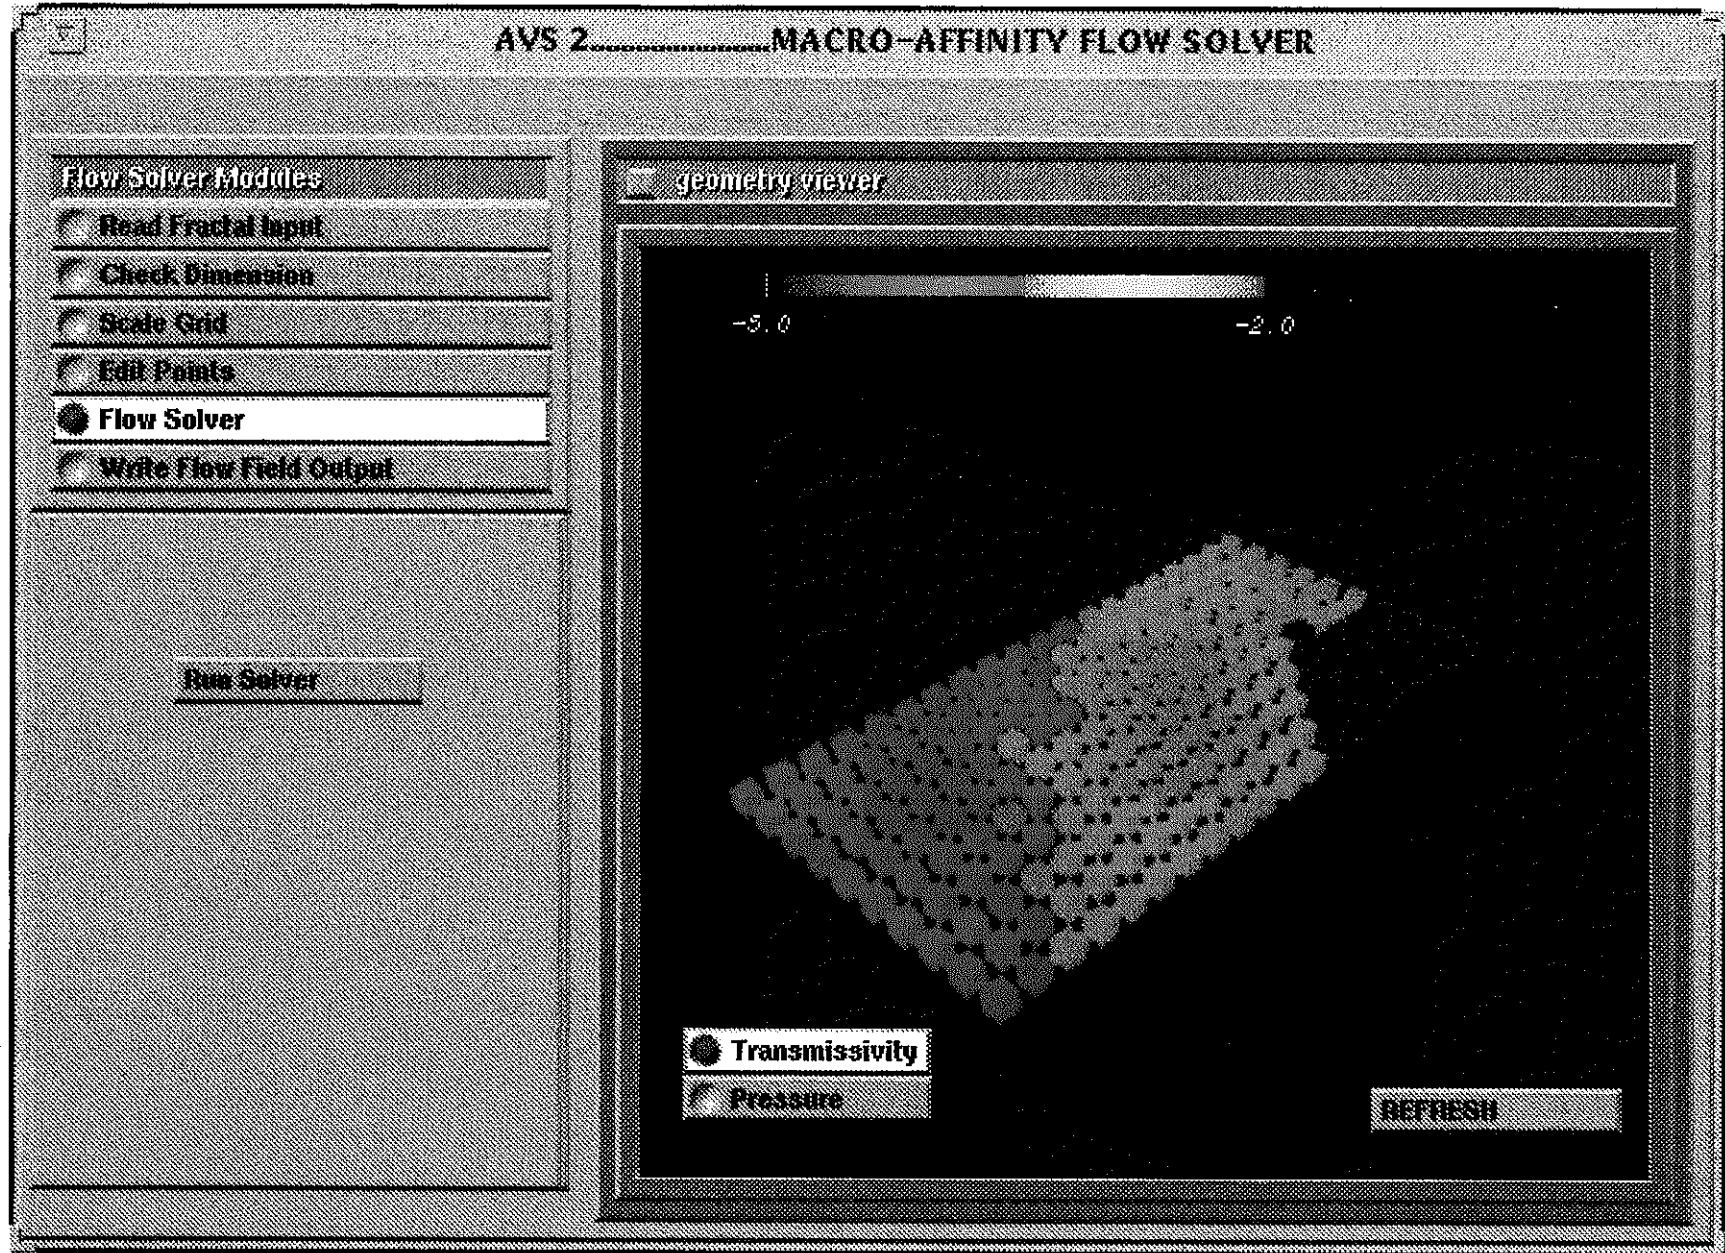 AVS 2....................MACRO-AFFINITY FLOW SOLVER
Flow Solver Modules
Read Fractal Input
Check Dimension
Scale Grid
Edit Points
Flow Solver
Write Flow Field Output
Run Solver
geometry viewer
-5.0
-2.0
Transmissivity
Pressure
REFRESH